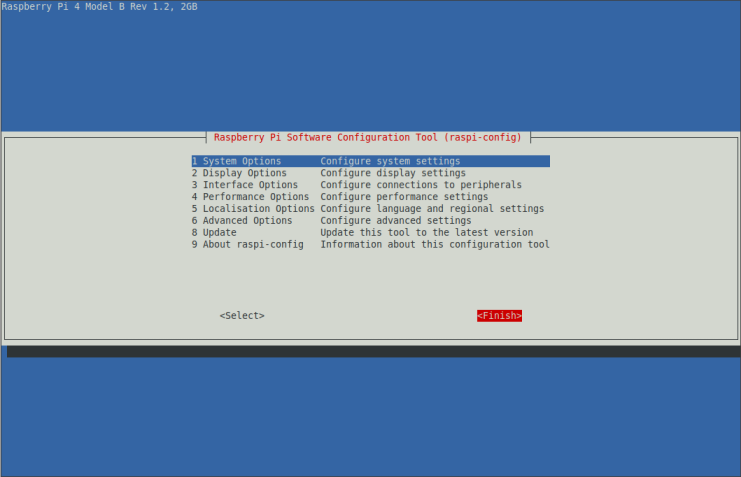 Raspberry Pi 4 Model B Rev 1.2, 2GB
Raspberry Pi Software Configuration Tool (raspi-config)
1 System Options Configure system settings
2 Display Options Configure display settings
3 Interface Options Configure connections to peripherals
4 Performance Options Configure performance settings
5 Localisation Options Configure language and regional settings
6 Advanced Options Configure advanced settings
8 Update Update this tool to the latest version
9 About raspi-config Information about this configuration tool
<Select> <Finish>